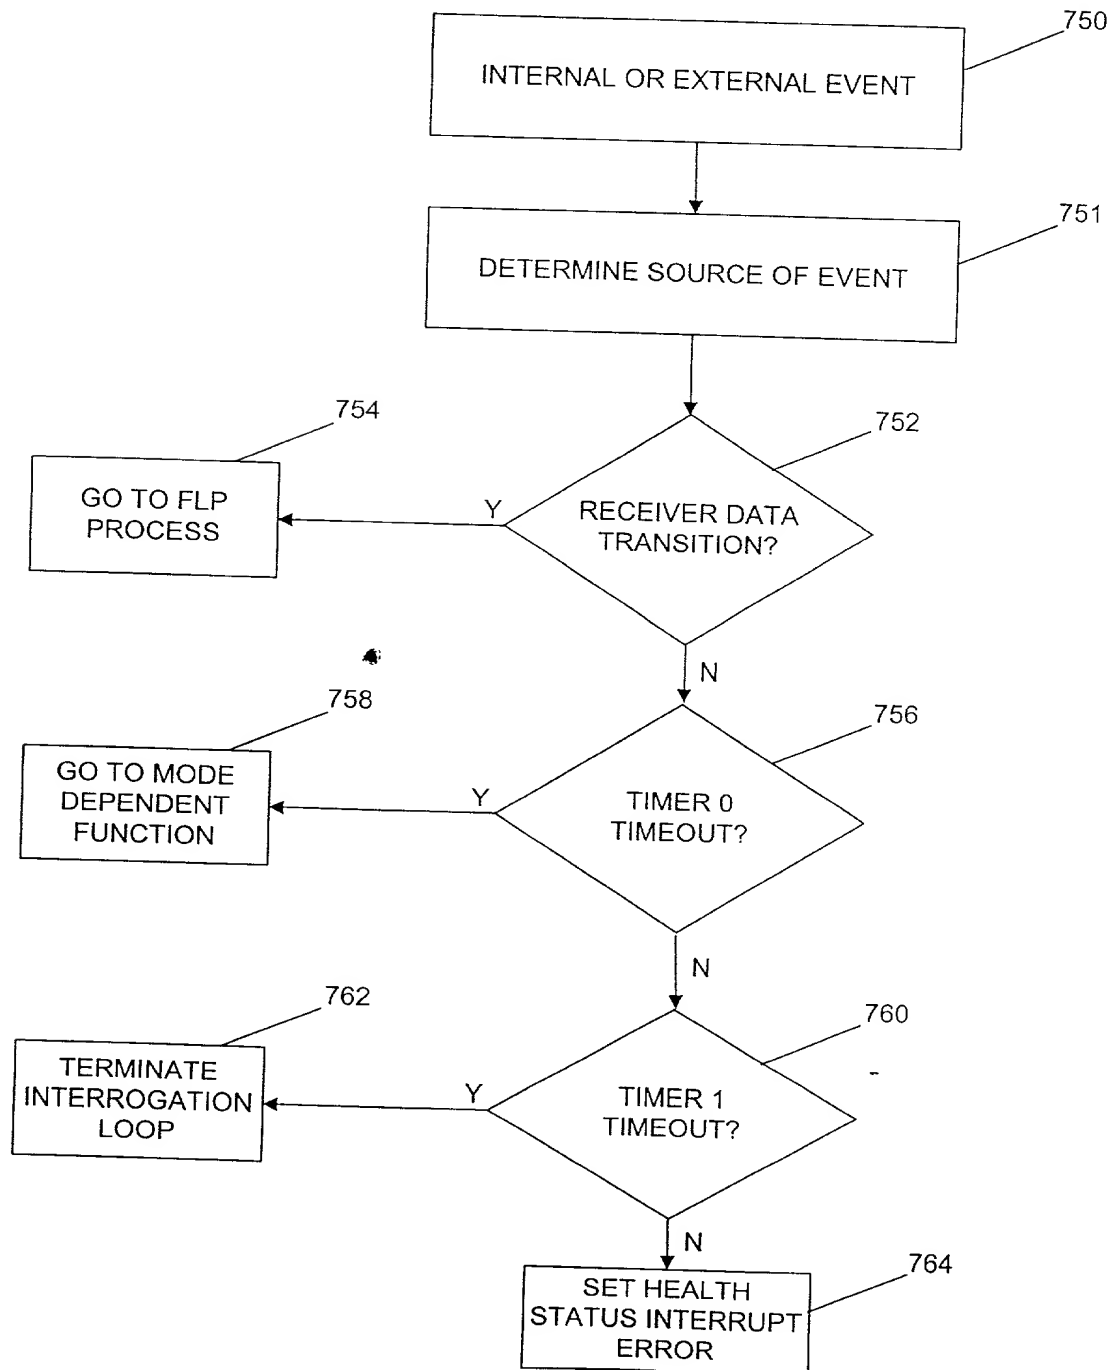 750
INTERNAL OR EXTERNAL EVENT
751
DETERMINE SOURCE OF EVENT
752
RECEIVER DATA
TRANSITION?
Y
754
GO TO FLP
PROCESS
N
756
TIMER 0
TIMEOUT?
Y
758
GO TO MODE
DEPENDENT
FUNCTION
N
760
TIMER 1
TIMEOUT?
Y
762
TERMINATE
INTERROGATION
LOOP
N
764
SET HEALTH
STATUS INTERRUPT
ERROR